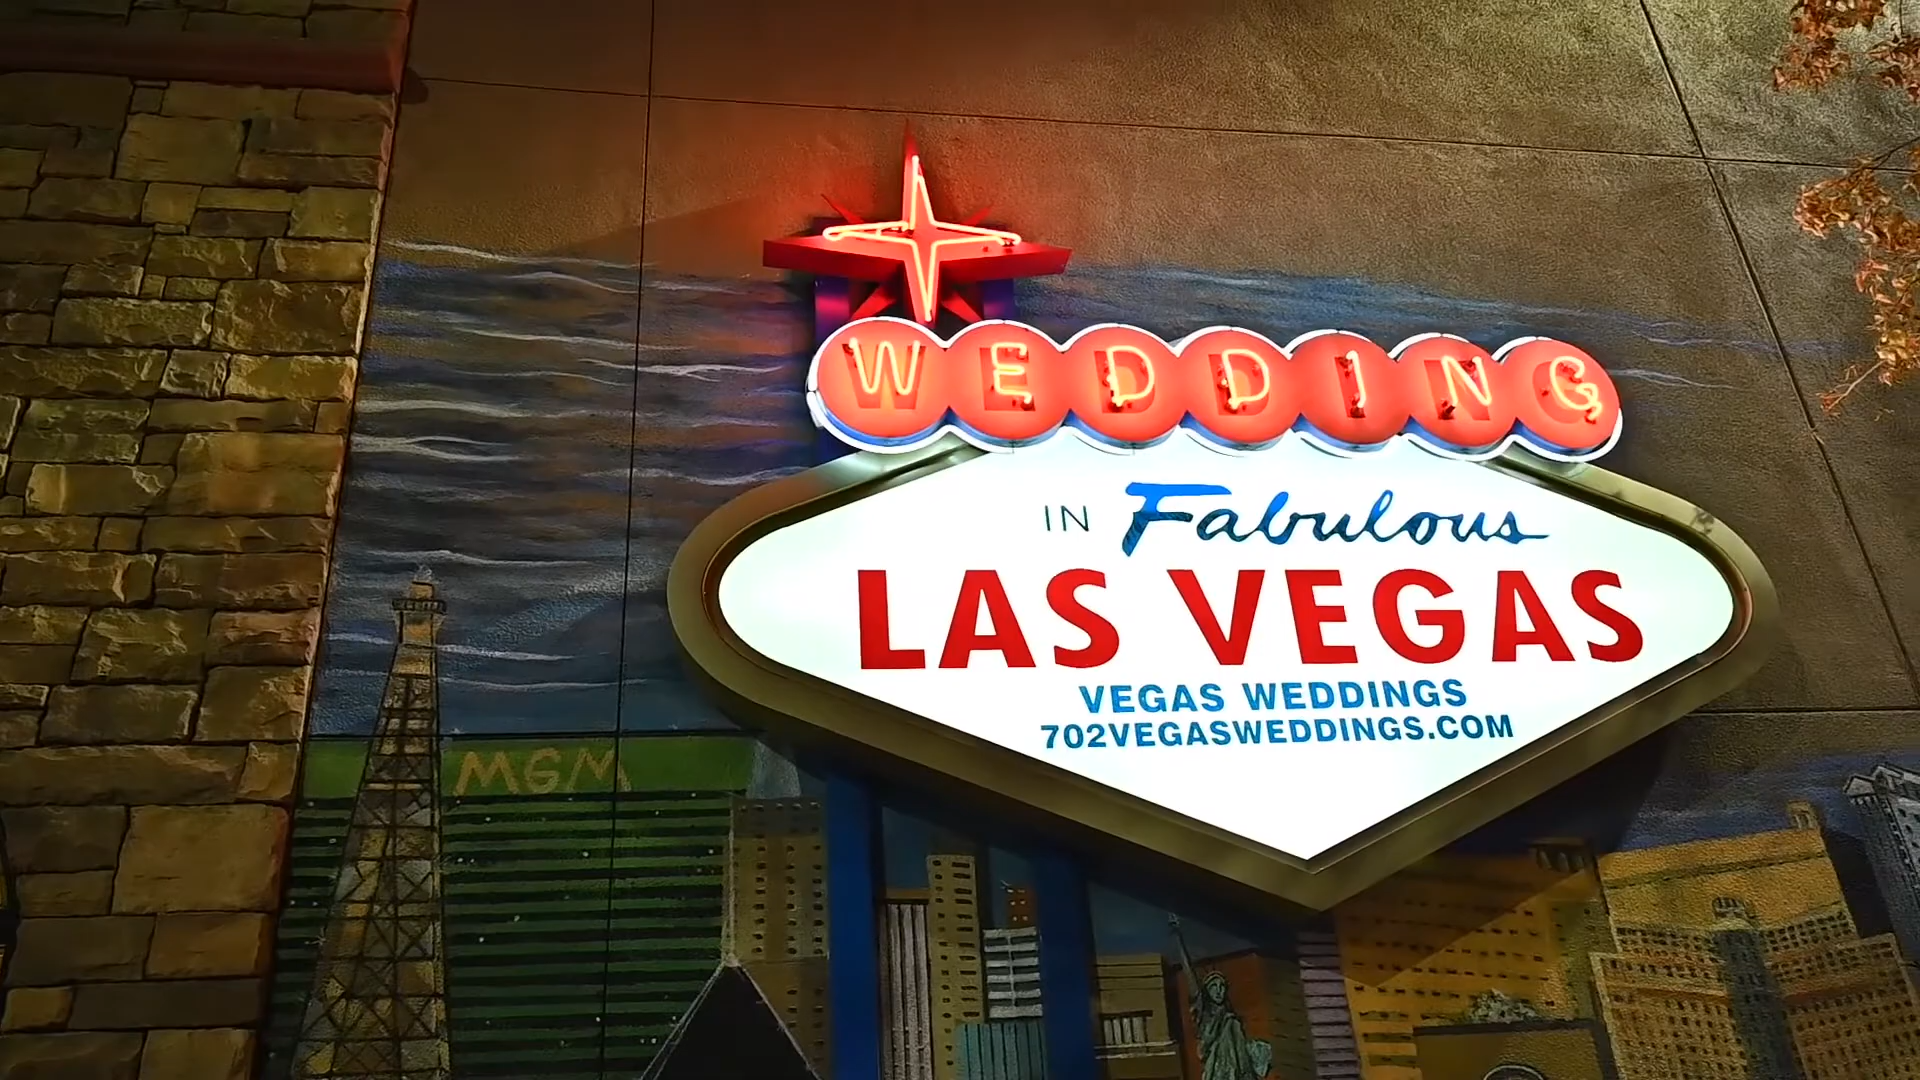 WEDDING
IN Fabulous
LAS VEGAS
VEGAS WEDDINGS
702VEGASWEDDINGS.COM
MGM